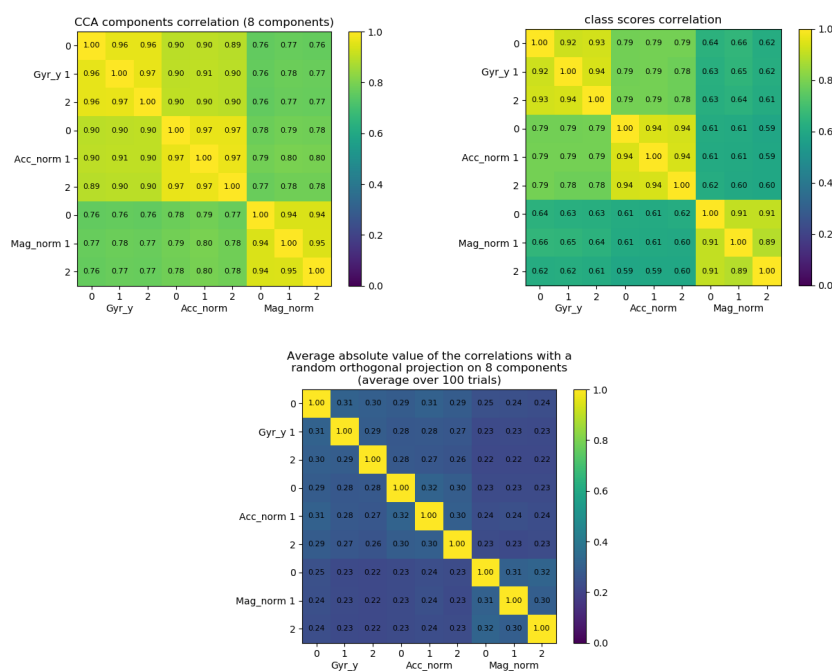 CCA components correlation (8 components)
0 1.00 0.96 0.96 0.90 0.90 0.89 0.76 0.77 0.76
Gyr_y 1 0.96 1.00 0.97 0.90 0.91 0.90 0.76 0.78 0.77
2 0.96 0.97 1.00 0.90 0.90 0.90 0.76 0.77 0.77
0 0.90 0.90 0.90 1.00 0.97 0.97 0.78 0.79 0.78
Acc_norm 1 0.90 0.91 0.90 0.97 1.00 0.97 0.79 0.80 0.80
2 0.89 0.90 0.90 0.97 0.97 1.00 0.77 0.78 0.78
0 0.76 0.76 0.76 0.78 0.79 0.77 1.00 0.94 0.94
Mag_norm 1 0.77 0.78 0.77 0.79 0.80 0.78 0.94 1.00 0.95
2 0.76 0.77 0.77 0.78 0.80 0.78 0.94 0.95 1.00
0 1 2 0 1 2 0 1 2
Gyr_y Acc_norm Mag_norm
1.0
0.8
0.6
0.4
0.2
0.0
class scores correlation
0 1.00 0.92 0.93 0.79 0.79 0.79 0.64 0.66 0.62
Gyr_y 1 0.92 1.00 0.94 0.79 0.79 0.78 0.63 0.65 0.62
2 0.93 0.94 1.00 0.79 0.79 0.78 0.63 0.64 0.61
0 0.79 0.79 0.79 1.00 0.94 0.94 0.61 0.61 0.59
Acc_norm 1 0.79 0.79 0.79 0.94 1.00 0.94 0.61 0.61 0.59
2 0.79 0.78 0.78 0.94 0.94 1.00 0.62 0.60 0.60
0 0.64 0.63 0.63 0.61 0.61 0.62 1.00 0.91 0.91
Mag_norm 1 0.66 0.65 0.64 0.61 0.61 0.60 0.91 1.00 0.89
2 0.62 0.62 0.61 0.59 0.59 0.60 0.91 0.89 1.00
0 1 2 0 1 2 0 1 2
Gyr_y Acc_norm Mag_norm
1.0
0.8
0.6
0.4
0.2
0.0
Average absolute value of the correlations with a
random orthogonal projection on 8 components
(average over 100 trials)
0 1.00 0.31 0.30 0.29 0.31 0.29 0.25 0.24 0.24
Gyr_y 1 0.31 1.00 0.29 0.28 0.28 0.27 0.23 0.23 0.23
2 0.30 0.29 1.00 0.28 0.27 0.26 0.22 0.22 0.22
0 0.29 0.28 0.28 1.00 0.32 0.30 0.23 0.23 0.23
Acc_norm 1 0.31 0.28 0.27 0.32 1.00 0.30 0.24 0.24 0.24
2 0.29 0.27 0.26 0.30 0.30 1.00 0.23 0.23 0.23
0 0.25 0.23 0.22 0.23 0.24 0.23 1.00 0.31 0.32
Mag_norm 1 0.24 0.23 0.22 0.23 0.24 0.23 0.31 1.00 0.30
2 0.24 0.23 0.22 0.23 0.24 0.23 0.32 0.30 1.00
0 1 2 0 1 2 0 1 2
Gyr_y Acc_norm Mag_norm
1.0
0.8
0.6
0.4
0.2
0.0